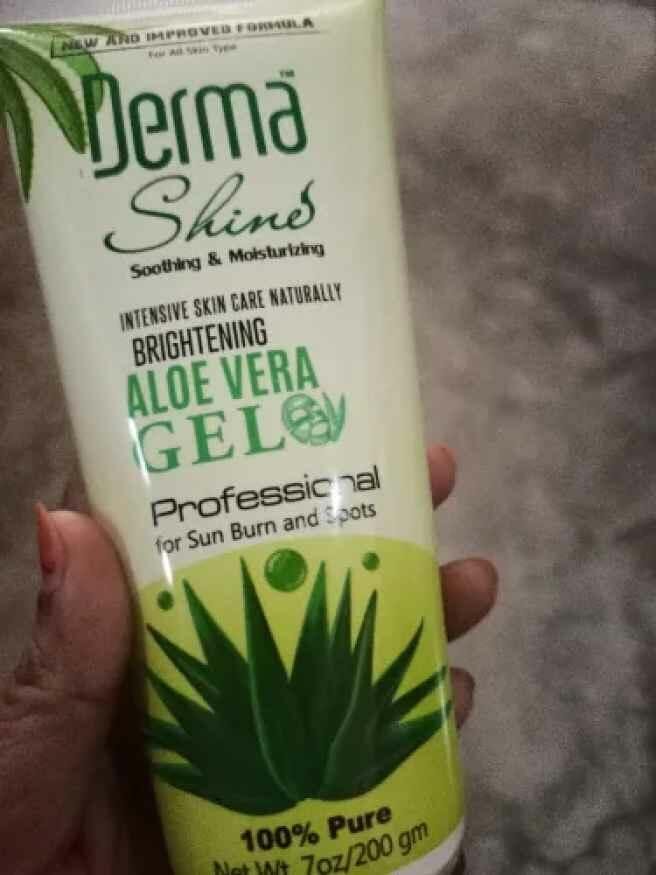 NEW AND IMPROVED FORMULA
For All Skin Type
Derma™
Shine
Soothing & Moisturizing
INTENSIVE SKIN CARE NATURALLY
BRIGHTENING
ALOE VERA
GEL
Professional
for Sun Burn and Spots
100% Pure
Net Wt. 7oz/200 gm